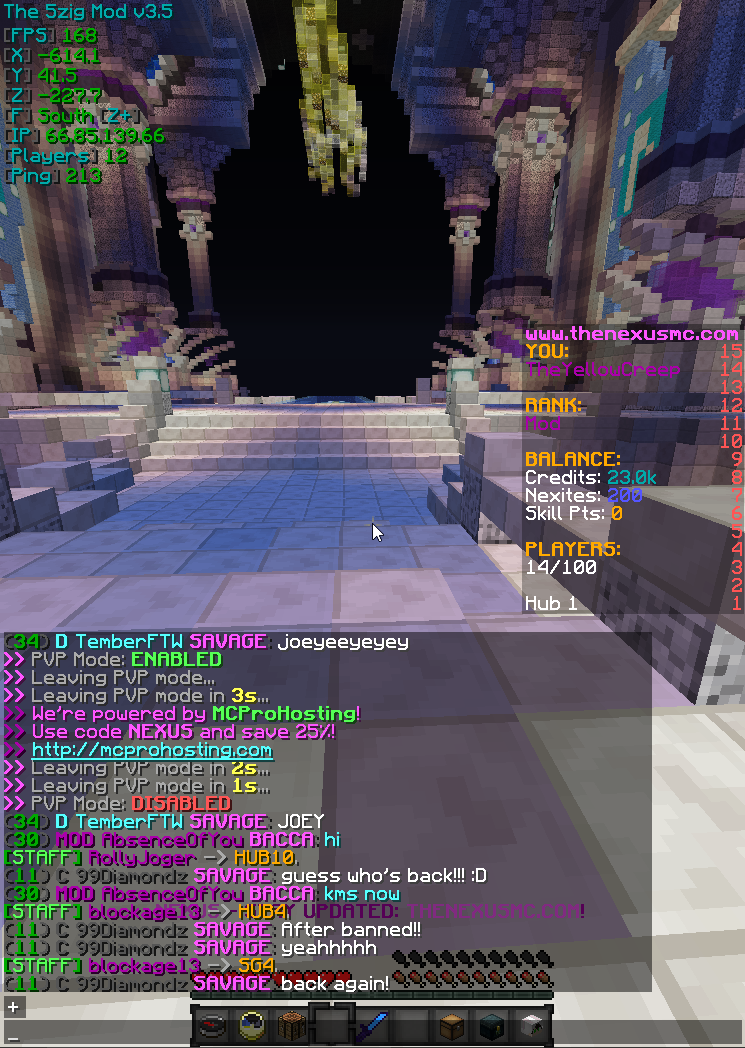 The 5zig Mod v3.5
[FPS] 168
[X] -614.1
[Y] 41.5
[Z] -227.7
[F] South [Z+]
[IP] 66.85.139.66
[Players] 12
[Ping] 213
www.thenexusmc.com
YOU: 15
TheYellowCreep 14
13
RANK: 12
Mod 11
10
BALANCE: 9
Credits: 23.0k 8
Nexites: 200 7
Skill Pts: 0 6
5
PLAYERS: 4
14/100 3
2
Hub 1 1
(34) D TemberFTW SAVAGE: joeyeeyeyey
>> PVP Mode: ENABLED
>> Leaving PVP mode...
>> Leaving PVP mode in 3s...
>> We're powered by MCProHosting!
>> Use code NEXUS and save 25%!
>> http://mcprohosting.com
>> Leaving PVP mode in 2s...
>> Leaving PVP mode in 1s...
>> PVP Mode: DISABLED
(34) D TemberFTW SAVAGE: JOEY
(30) MOD AbsenceOfYou BACCA: hi
[STAFF] RollyJoger -> HUB10.
(11) C 99Diamondz SAVAGE: guess who's back!!! :D
(30) MOD AbsenceOfYou BACCA: kms now
[STAFF] blockage13 -> HUB4. UPDATED: THENEXUSMC.COM!
(11) C 99Diamondz SAVAGE: After banned!!
(11) C 99Diamondz SAVAGE: yeahhhhh
[STAFF] blockage13 -> SG4.
(11) C 99Diamondz SAVAGE: back again!
+
_